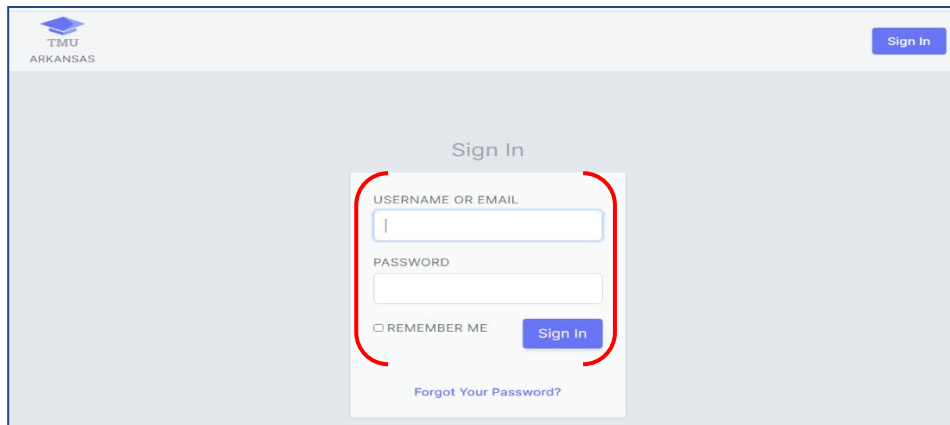 TMU
ARKANSAS
Sign In
Sign In
USERNAME OR EMAIL
PASSWORD
REMEMBER ME
Sign In
Forgot Your Password?